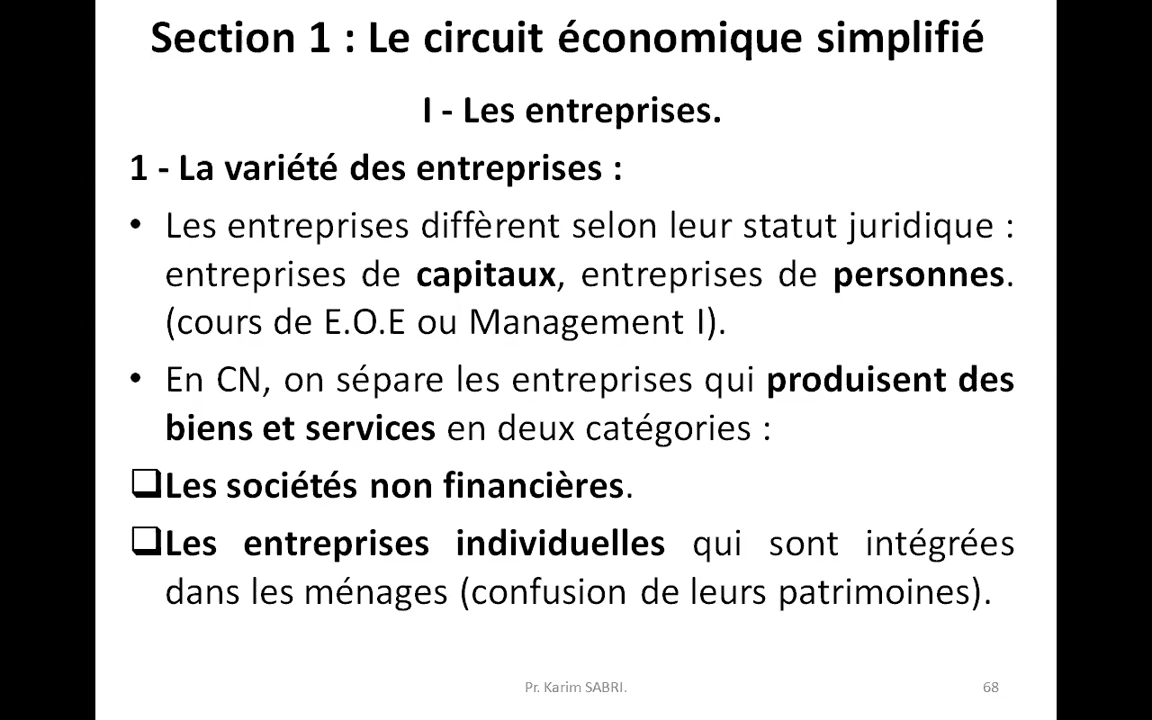 Section 1 : Le circuit économique simplifié
I - Les entreprises.
1 - La variété des entreprises :
• Les entreprises diffèrent selon leur statut juridique :
entreprises de capitaux, entreprises de personnes.
(cours de E.O.E ou Management I).
• En CN, on sépare les entreprises qui produisent des
biens et services en deux catégories :
❑Les sociétés non financières.
❑Les entreprises individuelles qui sont intégrées
dans les ménages (confusion de leurs patrimoines).
Pr. Karim SABRI.
68